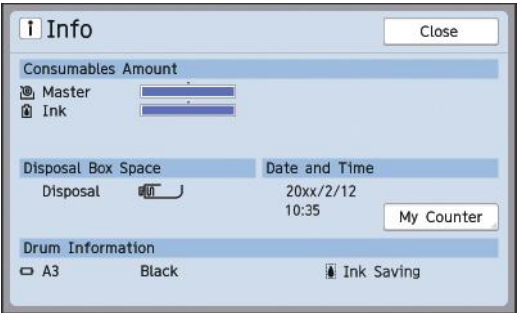 i Info
Close
Consumables Amount
Master
Ink
Disposal Box Space
Date and Time
Disposal
20xx/2/12
10:35
My Counter
Drum Information
A3 Black Ink Saving